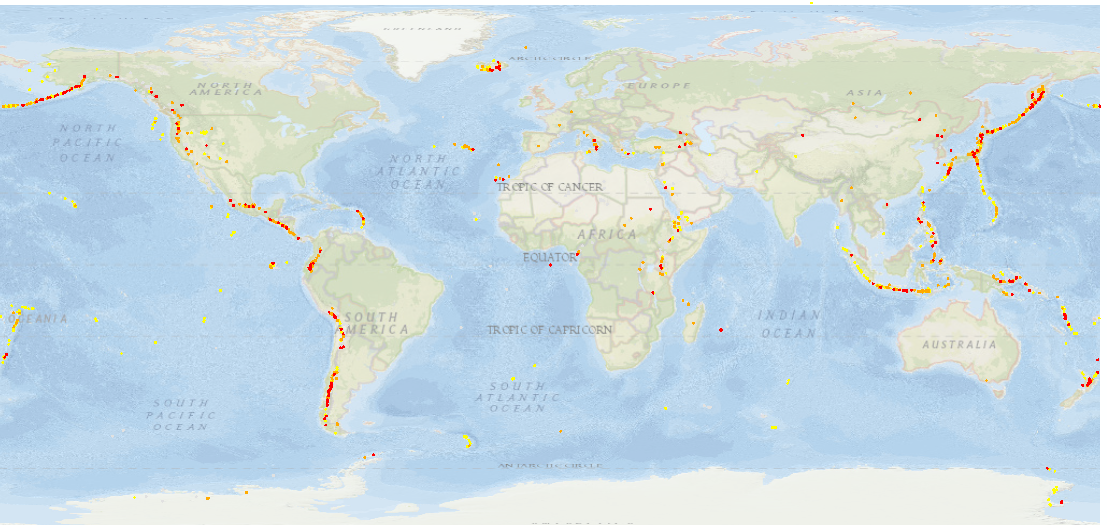 GREENLAND
ARCTIC CIRCLE
NORTH
AMERICA
EUROPE
ASIA
NORTH
PACIFIC
OCEAN
NORTH
ATLANTIC
OCEAN
TROPIC OF CANCER
AFRICA
EQUATOR
OCEANIA
SOUTH
AMERICA
TROPIC OF CAPRICORN
INDIAN
OCEAN
AUSTRALIA
SOUTH
PACIFIC
OCEAN
SOUTH
ATLANTIC
OCEAN
ANTARCTIC CIRCLE